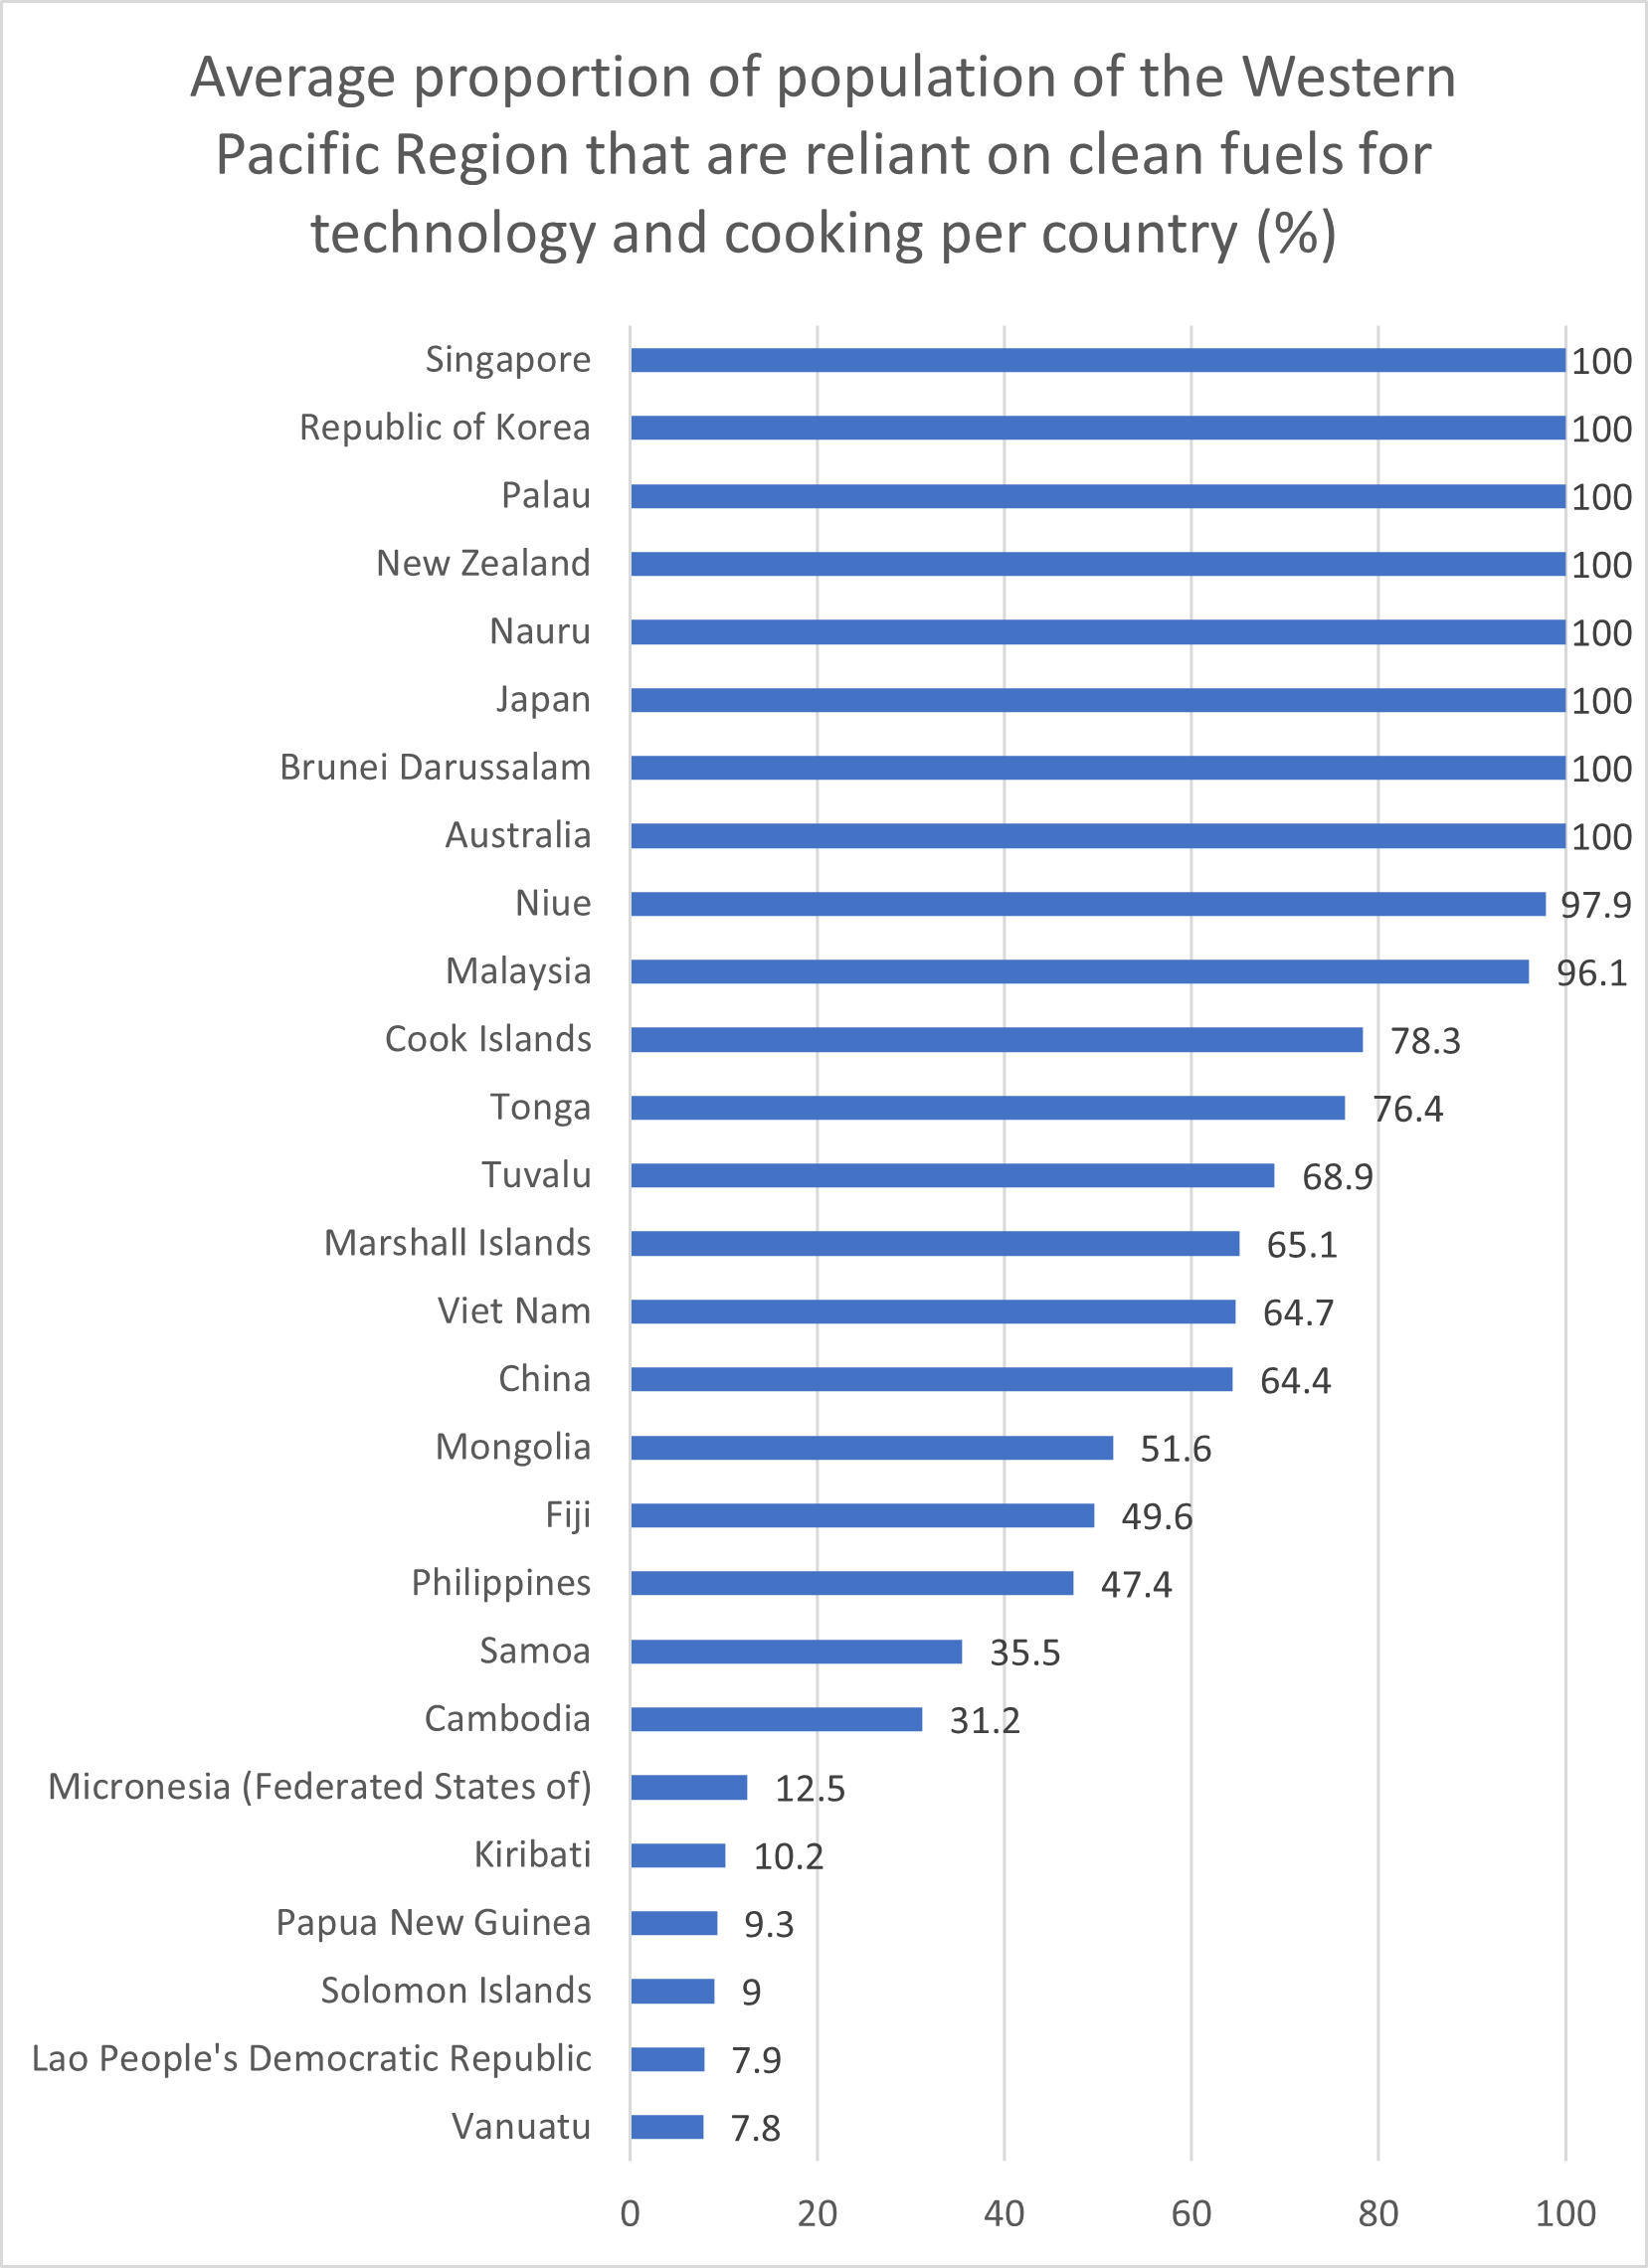 Average proportion of population of the Western
Pacific Region that are reliant on clean fuels for
technology and cooking per country (%)
Singapore 100
Republic of Korea 100
Palau 100
New Zealand 100
Nauru 100
Japan 100
Brunei Darussalam 100
Australia 100
Niue 97.9
Malaysia 96.1
Cook Islands 78.3
Tonga 76.4
Tuvalu 68.9
Marshall Islands 65.1
Viet Nam 64.7
China 64.4
Mongolia 51.6
Fiji 49.6
Philippines 47.4
Samoa 35.5
Cambodia 31.2
Micronesia (Federated States of) 12.5
Kiribati 10.2
Papua New Guinea 9.3
Solomon Islands 9
Lao People's Democratic Republic 7.9
Vanuatu 7.8
0 20 40 60 80 100